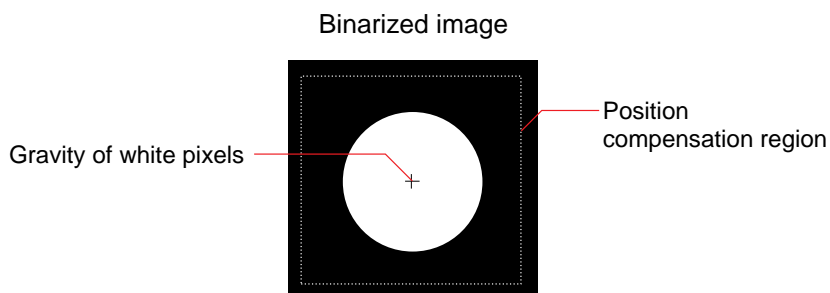 Binarized image
Position
compensation region
Gravity of white pixels